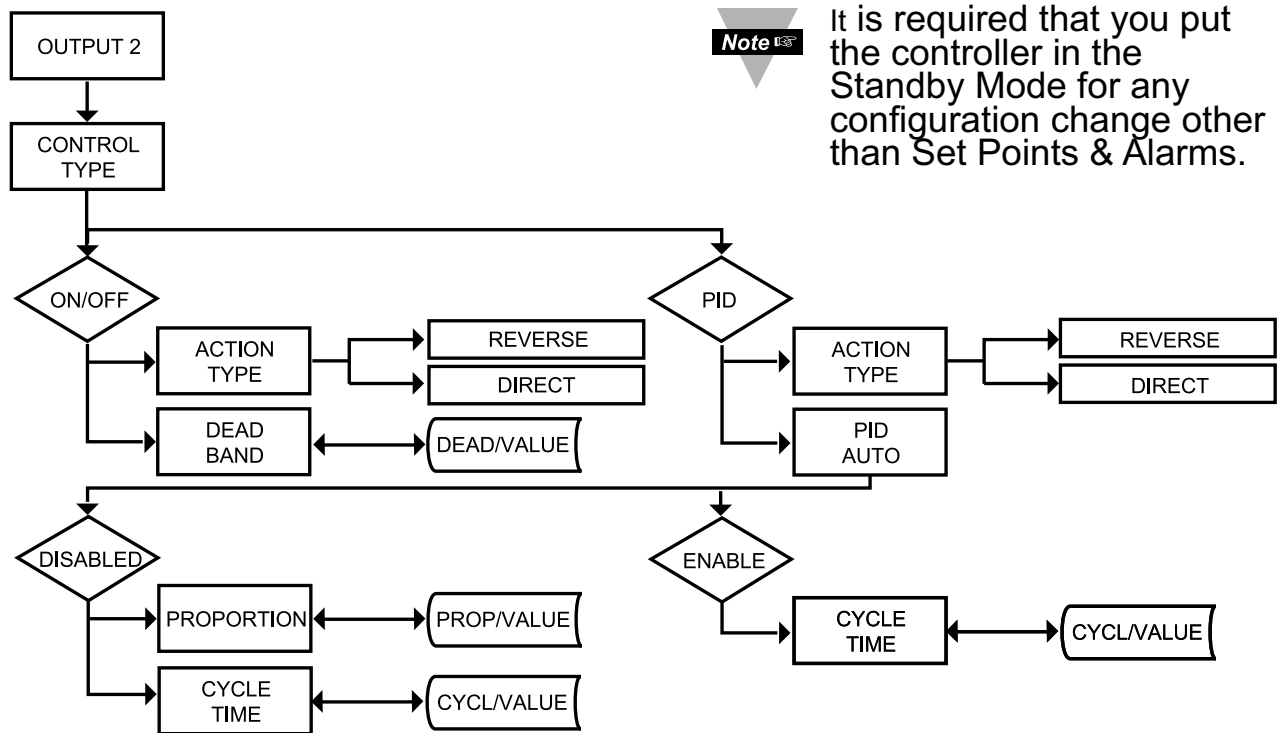 OUTPUT 2
Note
It is required that you put
the controller in the
Standby Mode for any
configuration change other
than Set Points & Alarms.
CONTROL
TYPE
ON/OFF
PID
ACTION
TYPE
REVERSE
DIRECT
ACTION
TYPE
REVERSE
DIRECT
DEAD
BAND
DEAD/VALUE
PID
AUTO
DISABLED
ENABLE
PROPORTION
PROP/VALUE
CYCLE
TIME
CYCL/VALUE
CYCLE
TIME
CYCL/VALUE